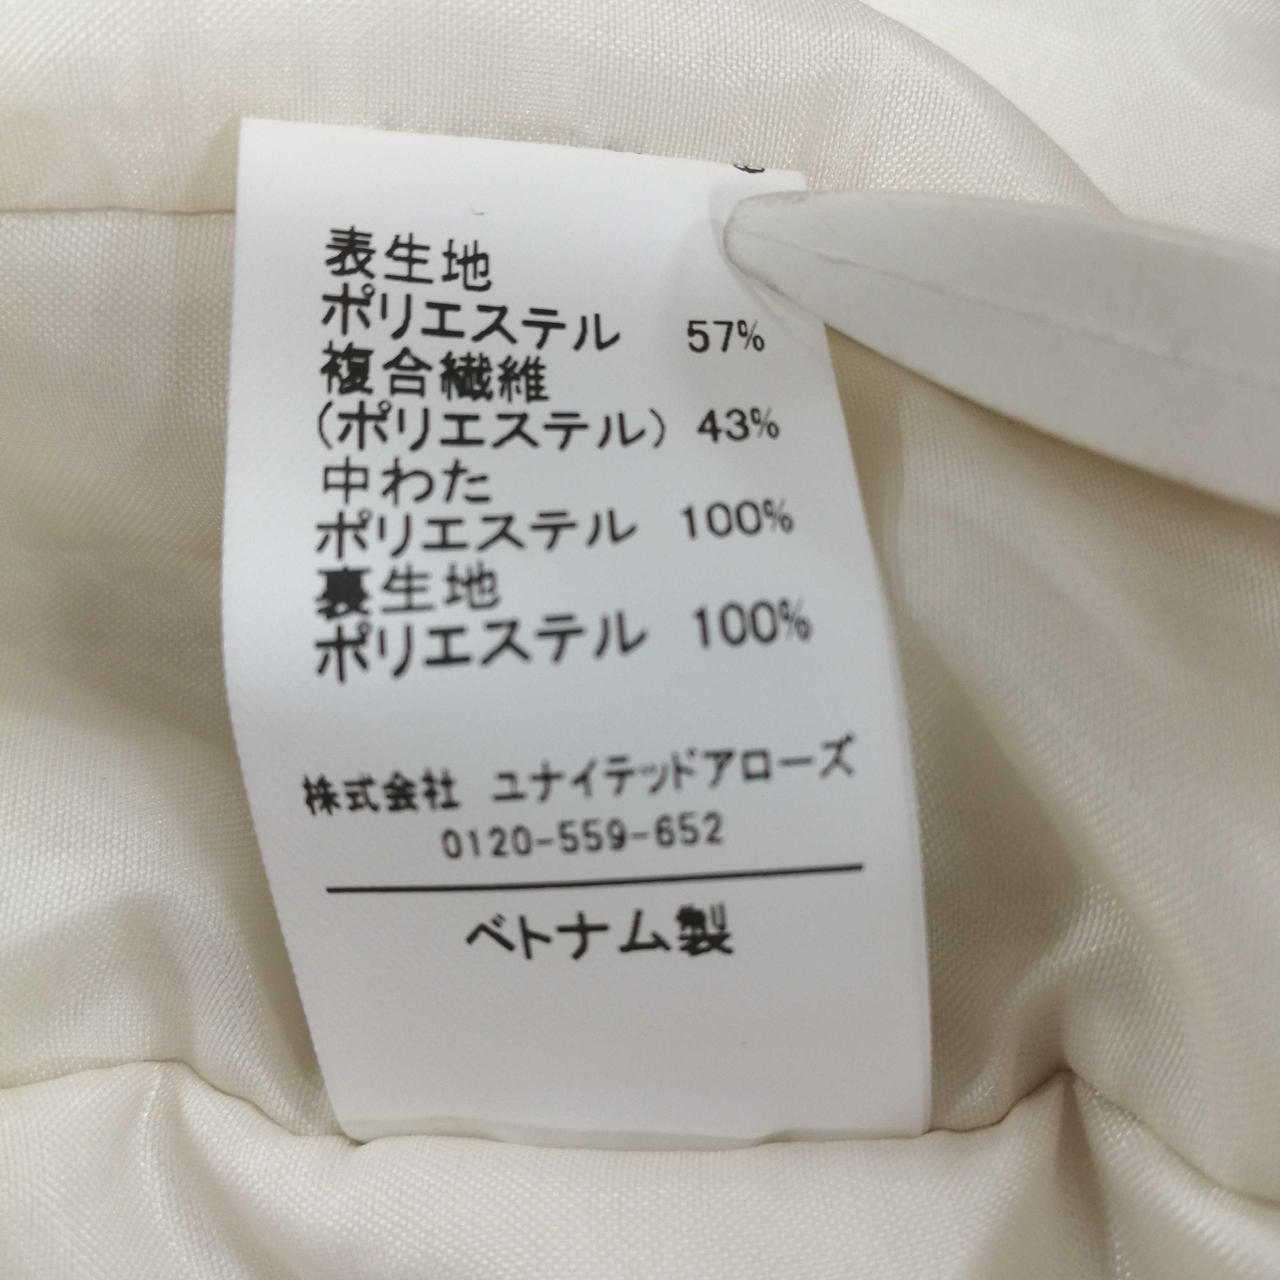 表生地
ポリエステル 57%
複合繊維
(ポリエステル) 43%
中わた
ポリエステル 100%
裏生地
ポリエステル 100%
株式会社 ユナイテッドアローズ
0120-559-652
ベトナム製